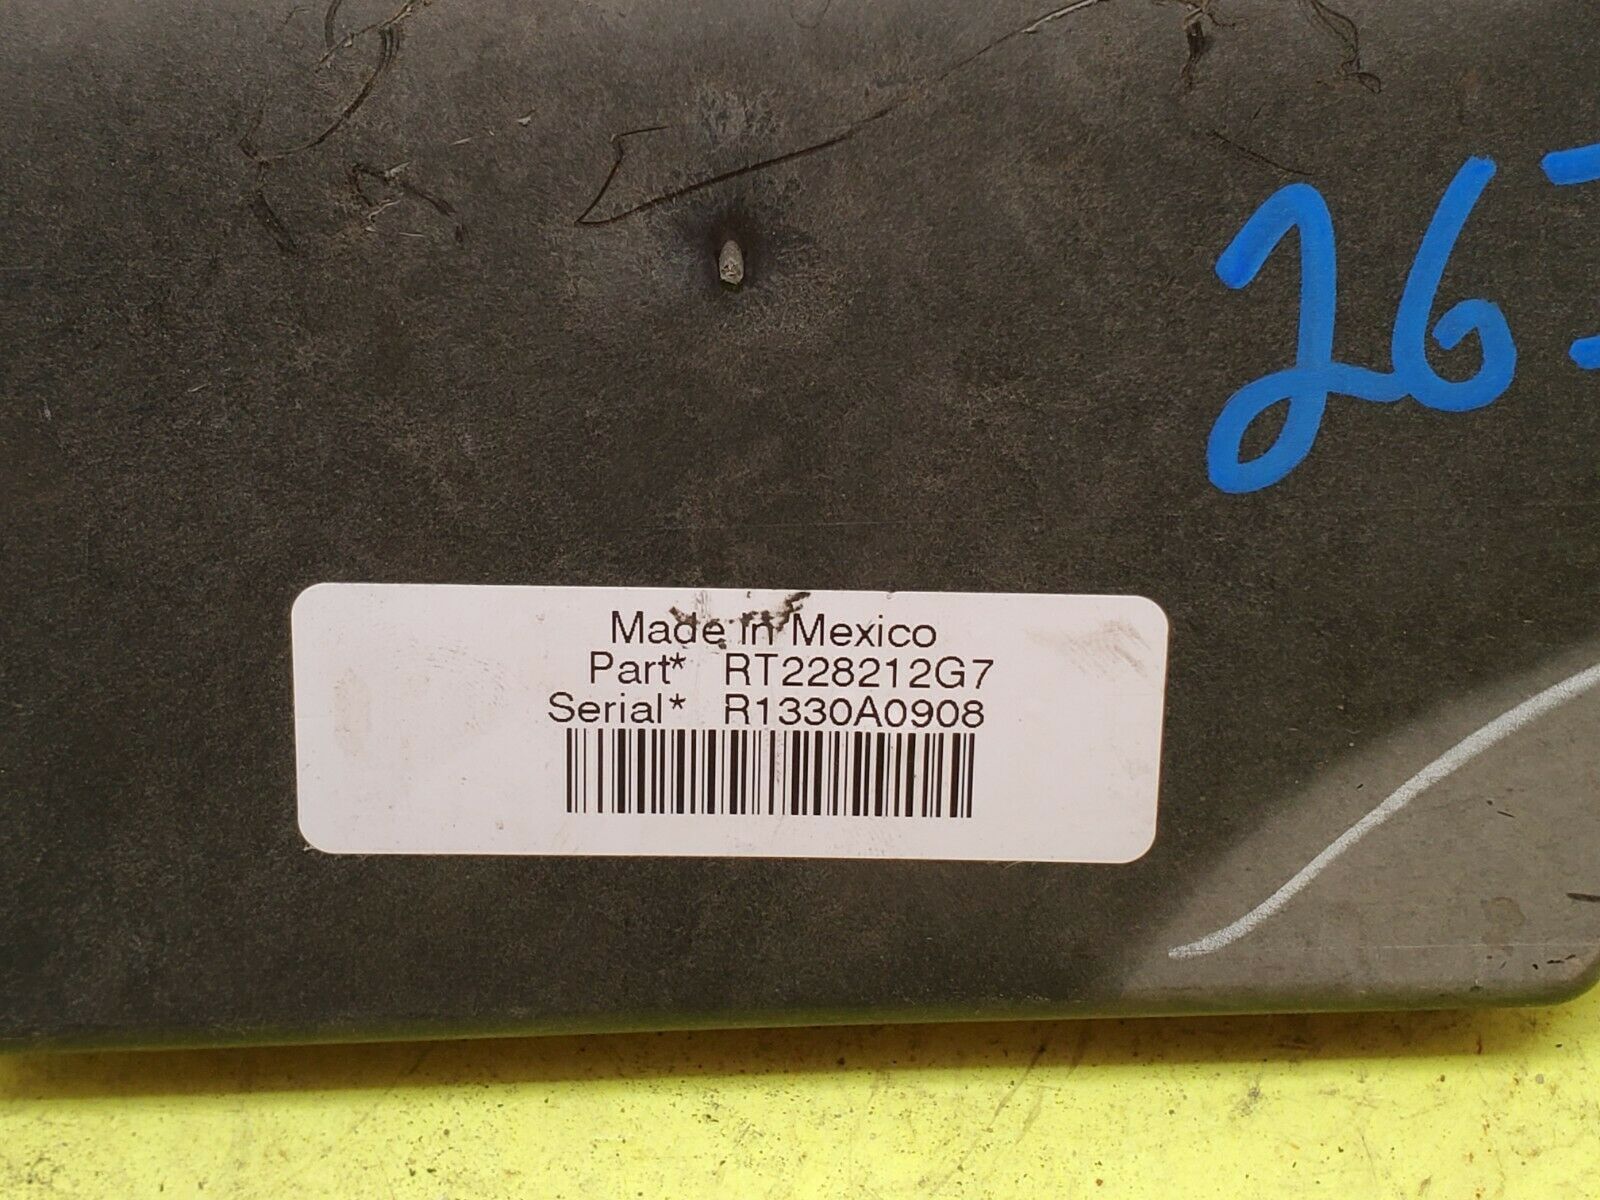 26
Made in Mexico
Part* RT228212G7
Serial* R1330A0908